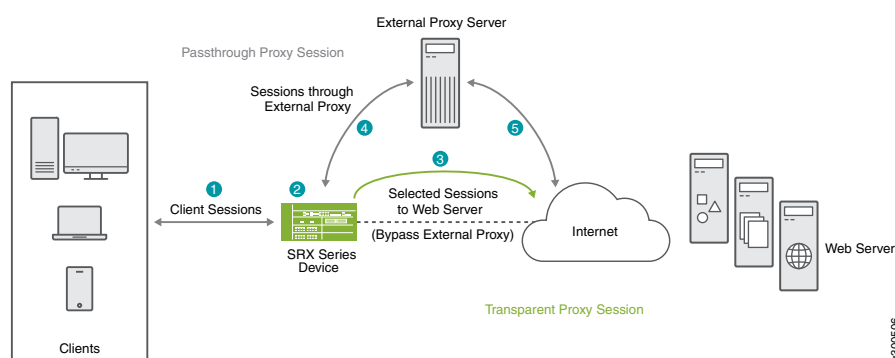 External Proxy Server
Passthrough Proxy Session
Sessions through
External Proxy
4
5
3
1
2
Client Sessions
Selected Sessions
to Web Server
(Bypass External Proxy)
Internet
SRX Series
Device
Web Server
Transparent Proxy Session
Clients